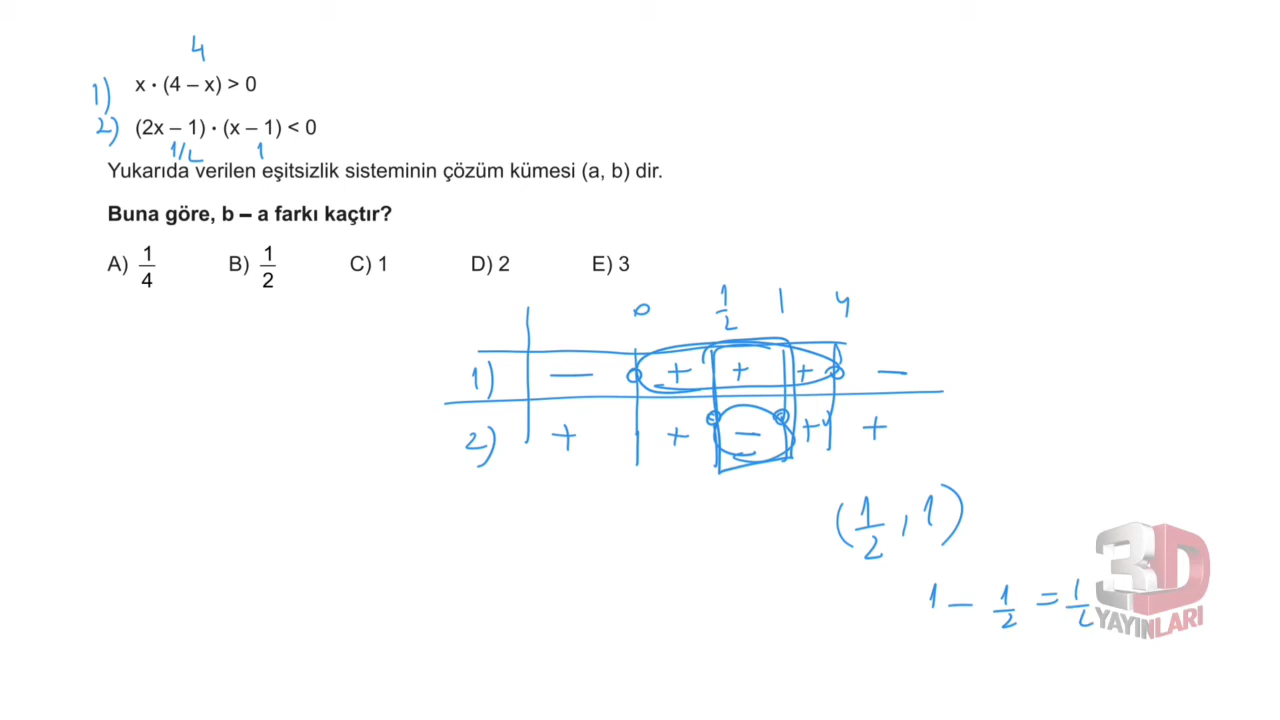 4
1) x • (4 – x) > 0
2) (2x – 1) • (x – 1) < 0
1/2 1
Yukarıda verilen eşitsizlik sisteminin çözüm kümesi (a, b) dir.
Buna göre, b – a farkı kaçtır?
A) 1/4 B) 1/2 C) 1 D) 2 E) 3
0 1/2 1 4
1) – + + + –
2) + + – + +
(1/2, 1)
1 – 1/2 = 1/2
3D
YAYINLARI